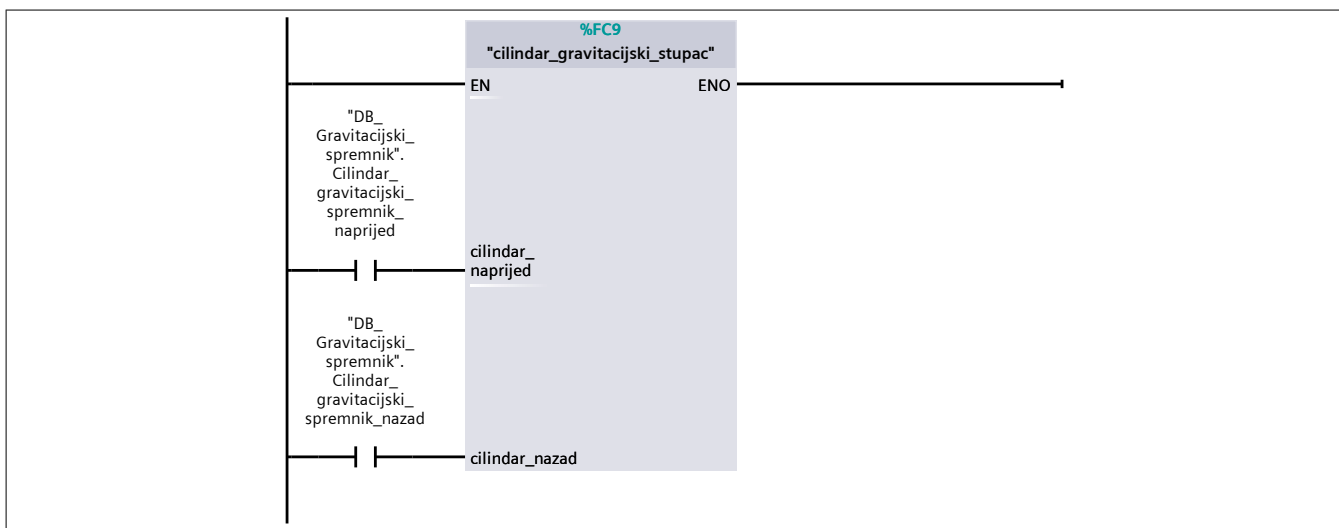 %FC9
"cilindar_gravitacijski_stupac"
EN
ENO
"DB_
Gravitacijski_
spremnik".
Cilindar_
gravitacijski_
spremnik_
naprijed
cilindar_
naprijed
"DB_
Gravitacijski_
spremnik".
Cilindar_
gravitacijski_
spremnik_nazad
cilindar_nazad